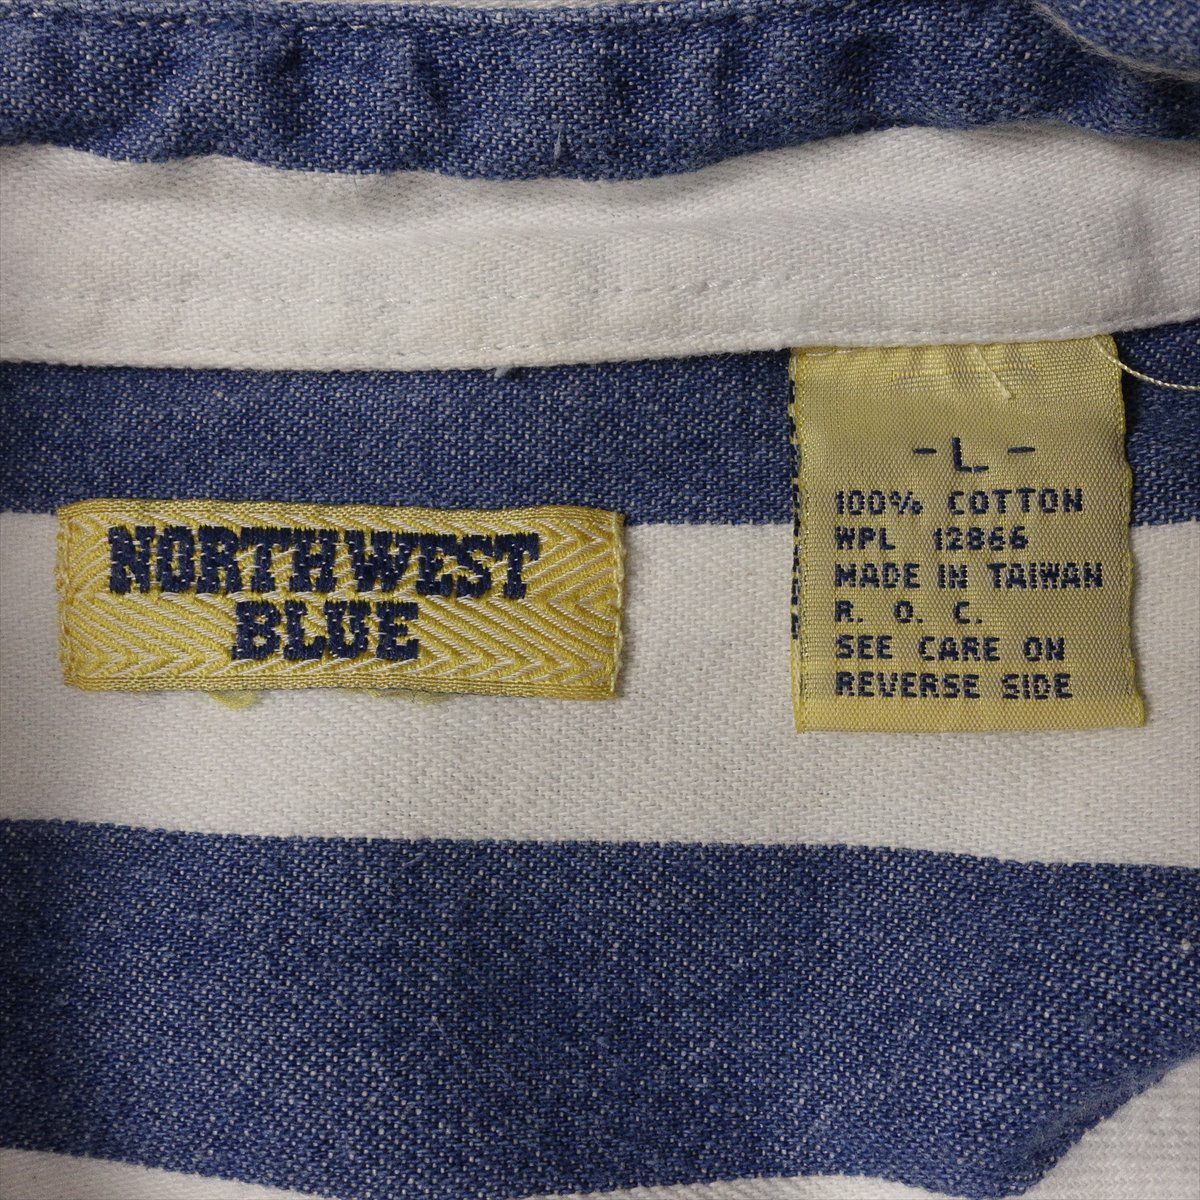 NORTHWEST
BLUE
- L -
100% COTTON
WPL 12866
MADE IN TAIWAN
R. O. C.
SEE CARE ON
REVERSE SIDE